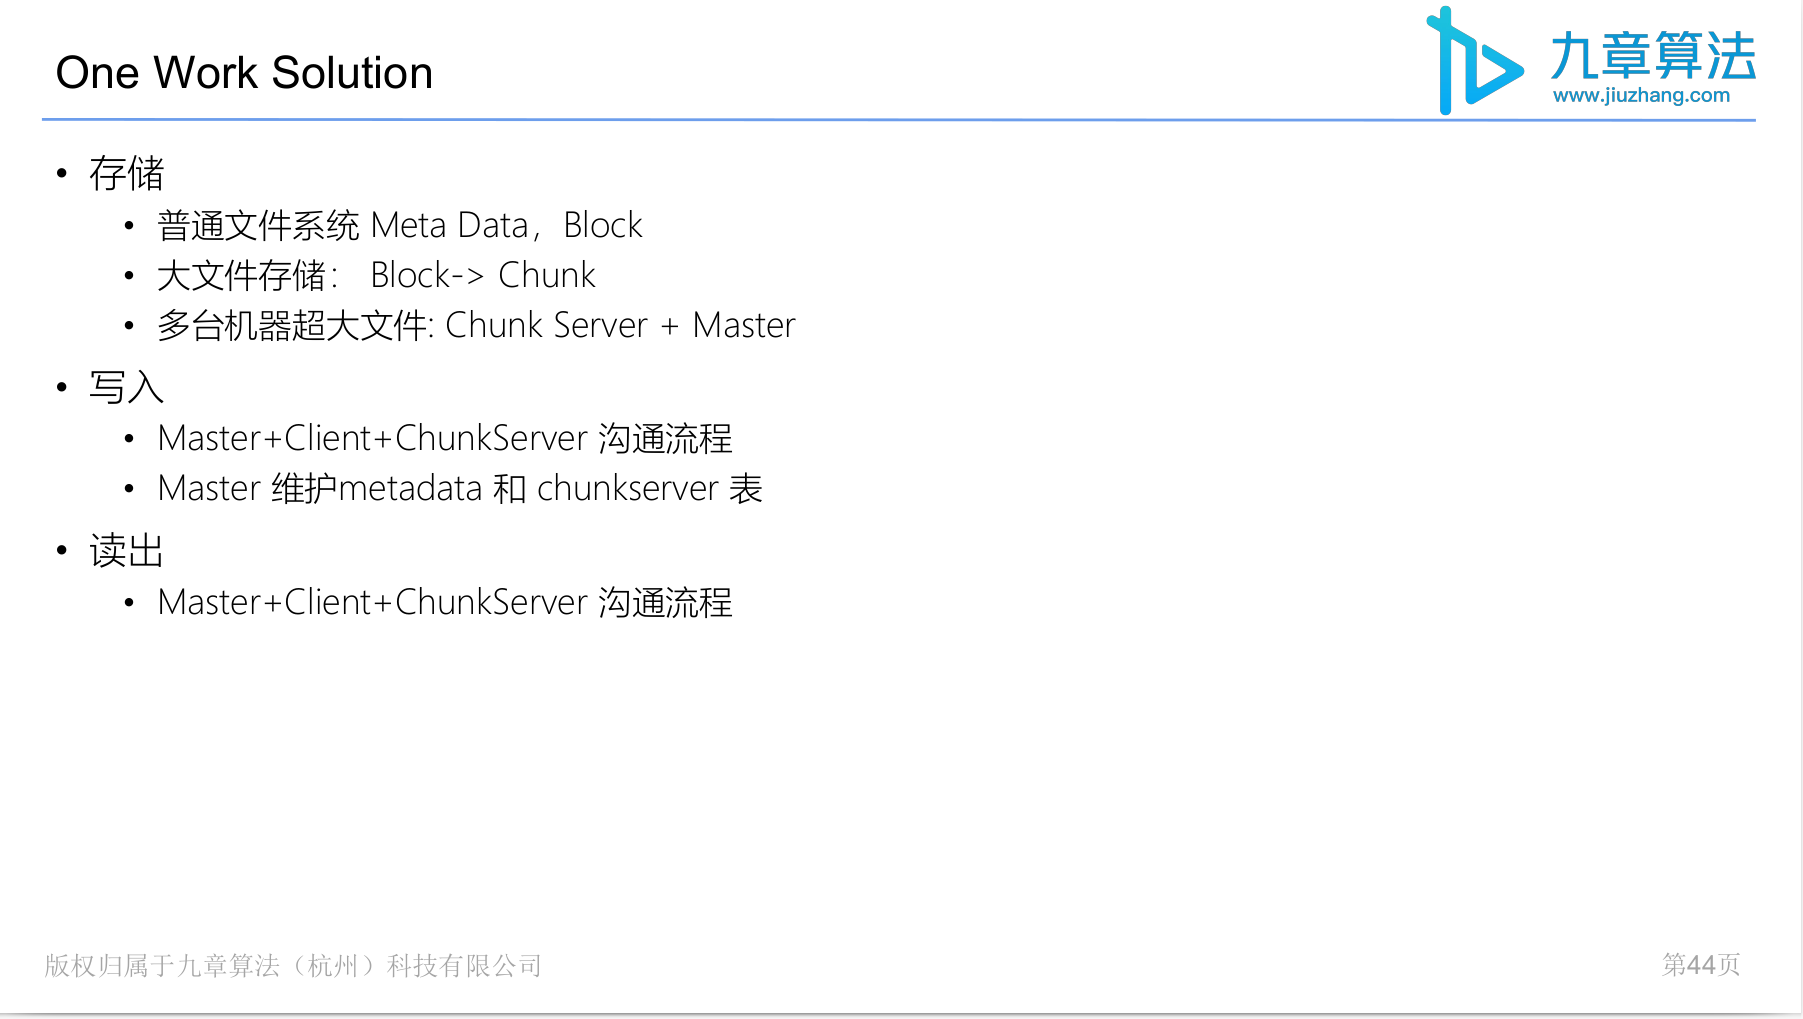 One Work Solution
九章算法
www.jiuzhang.com
• 存储
• 普通文件系统 Meta Data，Block
• 大文件存储： Block-> Chunk
• 多台机器超大文件: Chunk Server + Master
• 写入
• Master+Client+ChunkServer 沟通流程
• Master 维护metadata 和 chunkserver 表
• 读出
• Master+Client+ChunkServer 沟通流程
版权归属于九章算法（杭州）科技有限公司
第44页